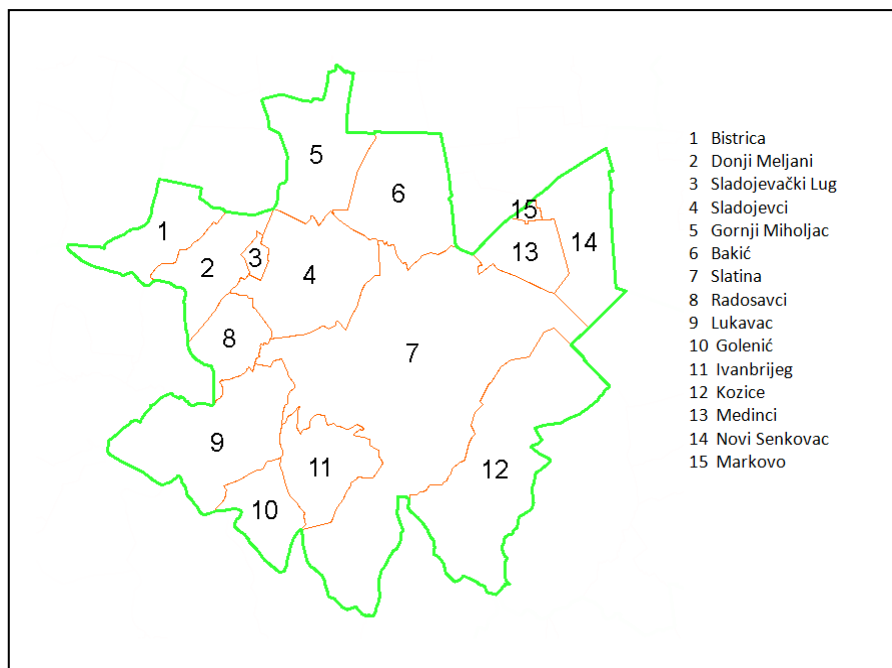 5
6
15
1
14
13
2
3
4
8
7
9
11
12
10
1 Bistrica
2 Donji Meljani
3 Sladojevački Lug
4 Sladojevci
5 Gornji Miholjac
6 Bakić
7 Slatina
8 Radosavci
9 Lukavac
10 Golenić
11 Ivanbrijeg
12 Kozice
13 Medinci
14 Novi Senkovac
15 Markovo